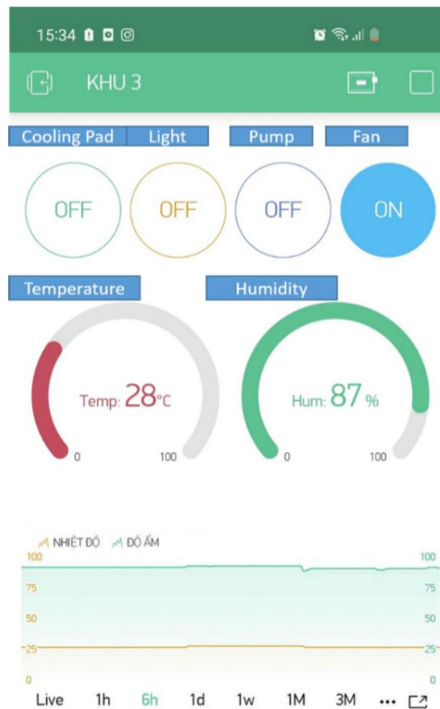 15:34
KHU 3
Cooling Pad Light Pump Fan
OFF OFF OFF ON
Temperature Humidity
Temp: 28°C Hum: 87 %
0 100 0 100
NHIỆT ĐỘ ĐỘ ẨM
100 100
75 75
50 50
25 25
0 0
Live 1h 6h 1d 1w 1M 3M ...